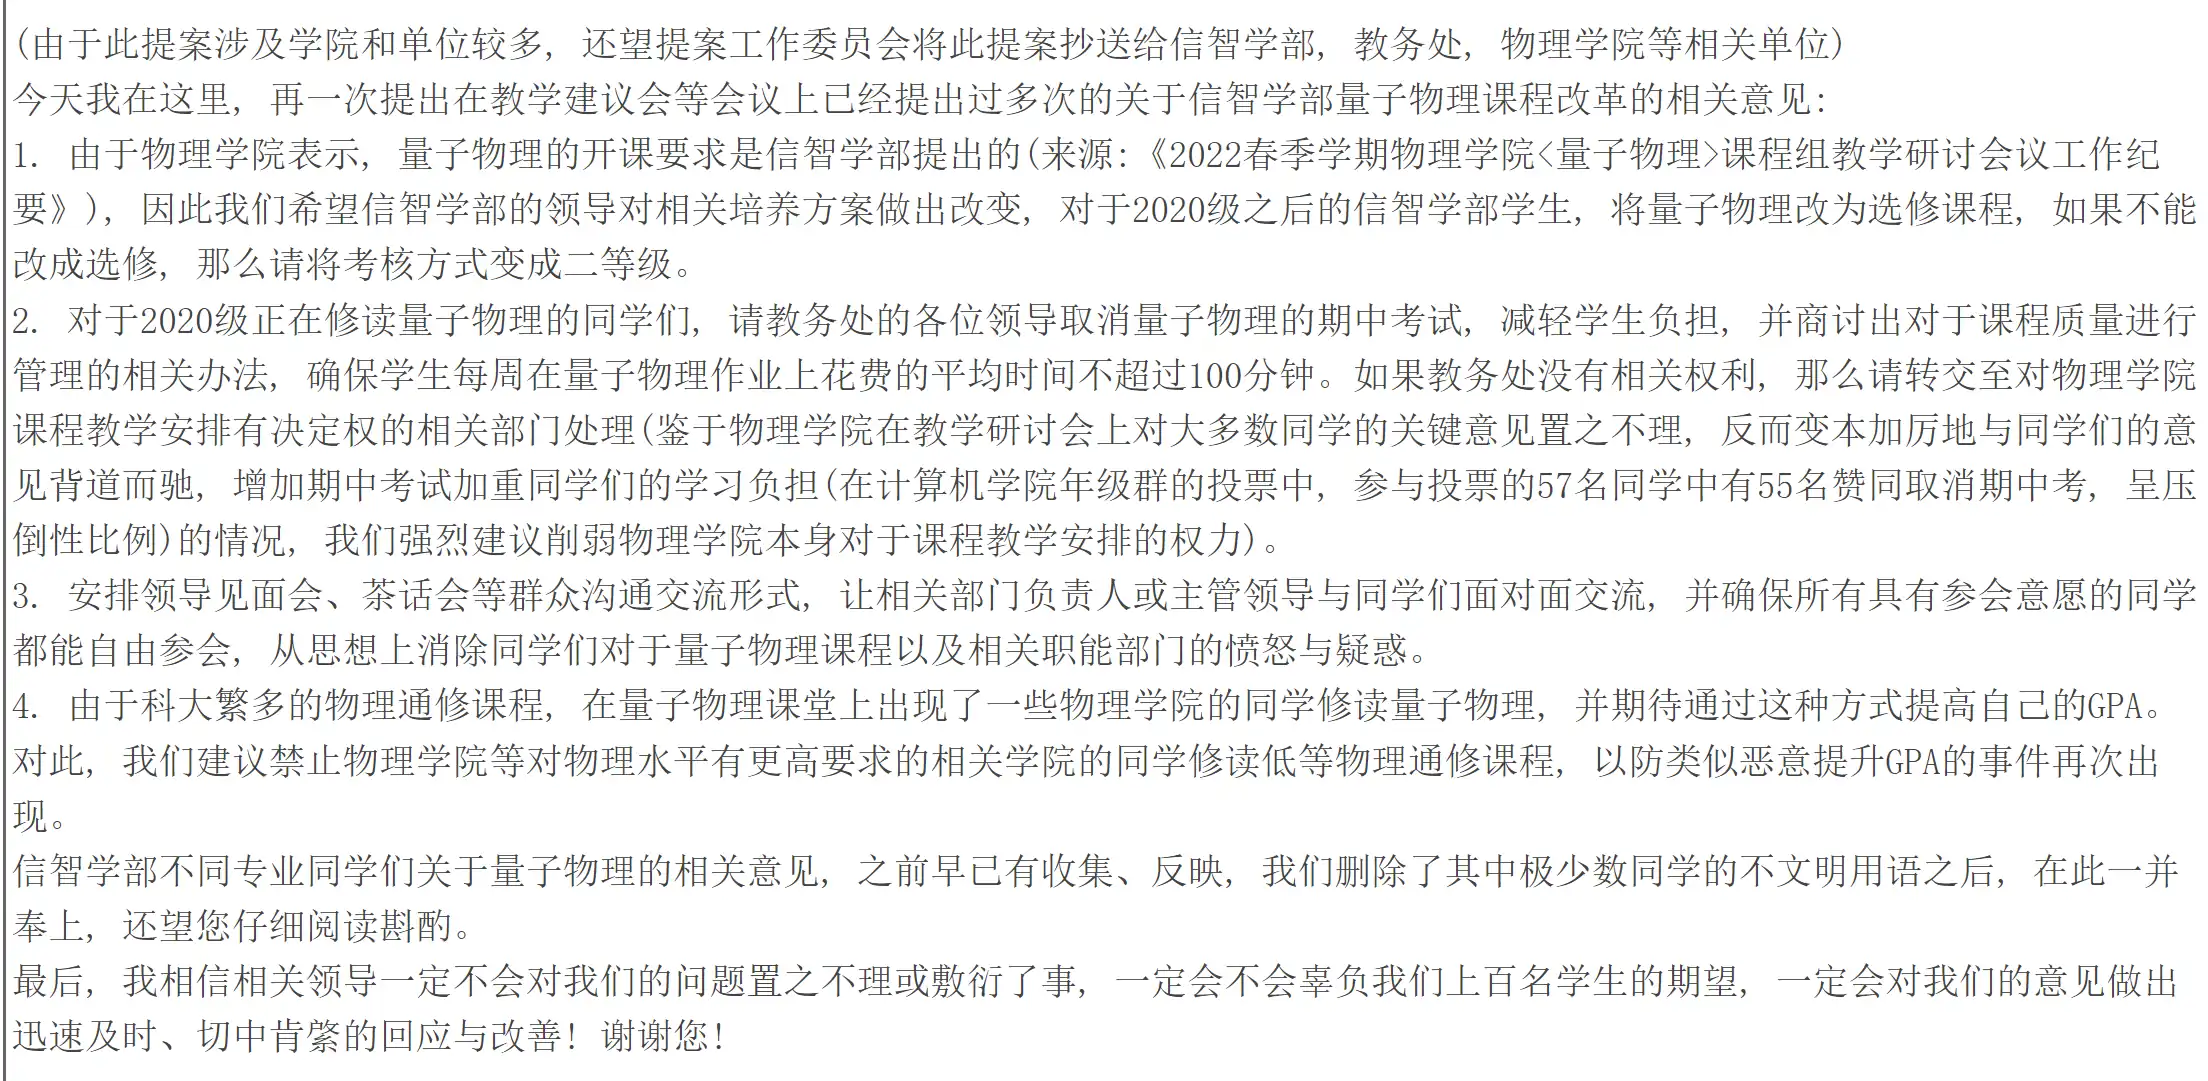 (由于此提案涉及学院和单位较多, 还望提案工作委员会将此提案抄送给信智学部, 教务处, 物理学院等相关单位)
今天我在这里, 再一次提出在教学建议会等会议上已经提出过多次的关于信智学部量子物理课程改革的相关意见:
1. 由于物理学院表示, 量子物理的开课要求是信智学部提出的(来源:《2022春季学期物理学院<量子物理>课程组教学研讨会议工作纪
要》), 因此我们希望信智学部的领导对相关培养方案做出改变, 对于2020级之后的信智学部学生, 将量子物理改为选修课程, 如果不能
改成选修, 那么请将考核方式变成二等级。
2. 对于2020级正在修读量子物理的同学们, 请教务处的各位领导取消量子物理的期中考试, 减轻学生负担, 并商讨出对于课程质量进行
管理的相关办法, 确保学生每周在量子物理作业上花费的平均时间不超过100分钟。如果教务处没有相关权利, 那么请转交至对物理学院
课程教学安排有决定权的相关部门处理(鉴于物理学院在教学研讨会上对大多数同学的关键意见置之不理, 反而变本加厉地与同学们的意
见背道而驰, 增加期中考试加重同学们的学习负担(在计算机学院年级群的投票中, 参与投票的57名同学中有55名赞同取消期中考, 呈压
倒性比例)的情况, 我们强烈建议削弱物理学院本身对于课程教学安排的权力)。
3. 安排领导见面会、茶话会等群众沟通交流形式, 让相关部门负责人或主管领导与同学们面对面交流, 并确保所有具有参会意愿的同学
都能自由参会, 从思想上消除同学们对于量子物理课程以及相关职能部门的愤怒与疑惑。
4. 由于科大繁多的物理通修课程, 在量子物理课堂上出现了一些物理学院的同学修读量子物理, 并期待通过这种方式提高自己的GPA。
对此, 我们建议禁止物理学院等对物理水平有更高要求的相关学院的同学修读低等物理通修课程, 以防类似恶意提升GPA的事件再次出
现。
信智学部不同专业同学们关于量子物理的相关意见, 之前早已有收集、反映, 我们删除了其中极少数同学的不文明用语之后, 在此一并
奉上, 还望您仔细阅读斟酌。
最后, 我相信相关领导一定不会对我们的问题置之不理或敷衍了事, 一定会不会辜负我们上百名学生的期望, 一定会对我们的意见做出
迅速及时、切中肯綮的回应与改善! 谢谢您!